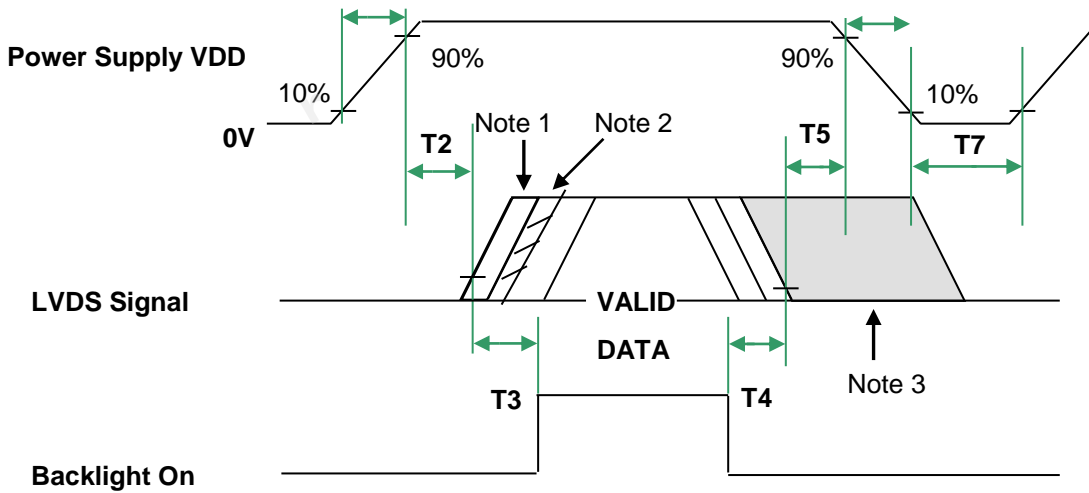 Power Supply VDD
90%
90%
10%
10%
0V
T2
Note 1
Note 2
T5
T7
LVDS Signal
VALID
DATA
Note 3
T3
T4
Backlight On